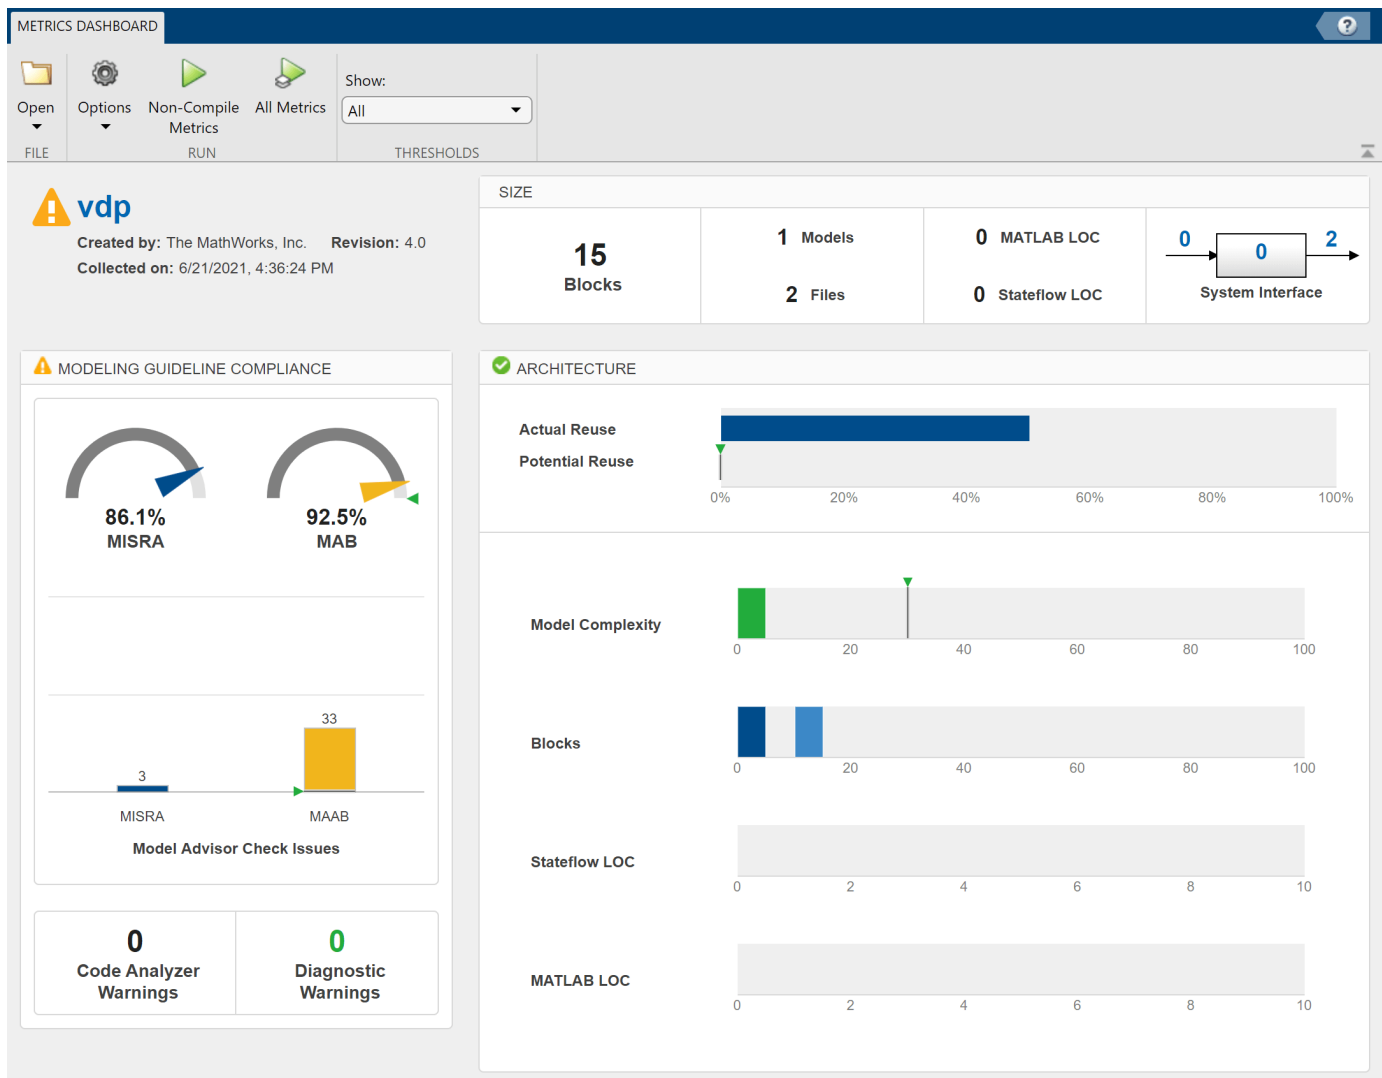 METRICS DASHBOARD
?
Open
Options
Non-Compile
Metrics
All Metrics
Show:
All
FILE
RUN
THRESHOLDS
vdp
Created by: The MathWorks, Inc. Revision: 4.0
Collected on: 6/21/2021, 4:36:24 PM
SIZE
15
Blocks
1 Models
2 Files
0 MATLAB LOC
0 Stateflow LOC
0
0
2
System Interface
MODELING GUIDELINE COMPLIANCE
86.1%
MISRA
92.5%
MAB
33
3
MISRA
MAAB
Model Advisor Check Issues
0
Code Analyzer
Warnings
0
Diagnostic
Warnings
ARCHITECTURE
Actual Reuse
Potential Reuse
0% 20% 40% 60% 80% 100%
Model Complexity
0 20 40 60 80 100
Blocks
0 20 40 60 80 100
Stateflow LOC
0 2 4 6 8 10
MATLAB LOC
0 2 4 6 8 10